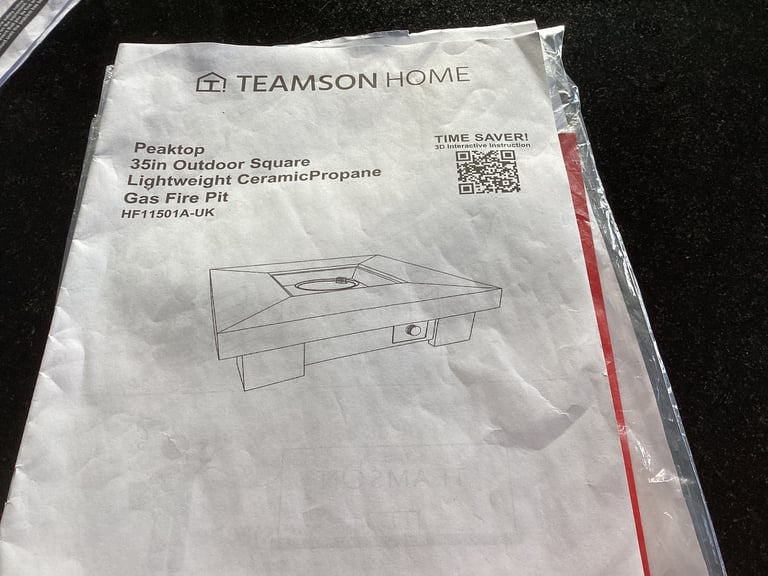 TEAMSON HOME
TIME SAVER!
3D Interactive Instruction
Peaktop
35in Outdoor Square
Lightweight CeramicPropane
Gas Fire Pit
HF11501A-UK